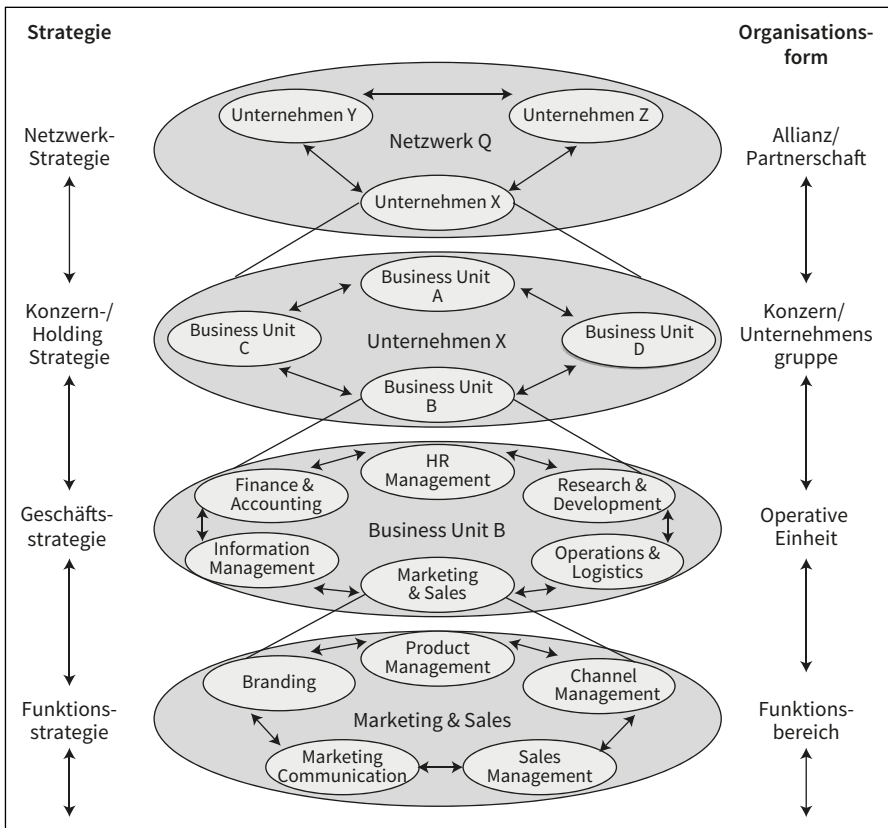 Strategie
Organisations-
form
Unternehmen Y
Unternehmen Z
Netzwerk Q
Netzwerk-
Strategie
Allianz/
Partnerschaft
Unternehmen X
Business Unit
A
Konzern-/
Holding
Strategie
Business Unit
C
Unternehmen X
Business Unit
D
Konzern/
Unternehmens
gruppe
Business Unit
B
HR
Management
Finance &
Accounting
Research &
Development
Geschäfts-
strategie
Business Unit B
Operative
Einheit
Information
Management
Operations &
Logistics
Marketing
& Sales
Product
Management
Branding
Channel
Management
Funktions-
strategie
Marketing & Sales
Funktions-
bereich
Marketing
Communication
Sales
Management